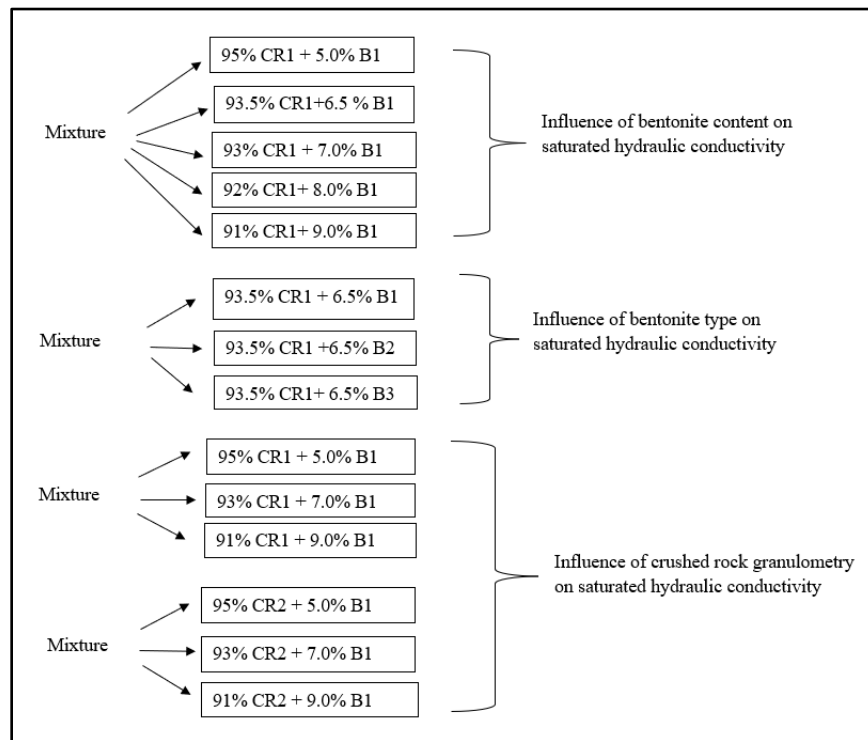 Mixture
95% CR1 + 5.0% B1
93.5% CR1+6.5 % B1
93% CR1 + 7.0% B1
92% CR1+ 8.0% B1
91% CR1+ 9.0% B1
Influence of bentonite content on
saturated hydraulic conductivity
Mixture
93.5% CR1 + 6.5% B1
93.5% CR1 +6.5% B2
93.5% CR1+ 6.5% B3
Influence of bentonite type on
saturated hydraulic conductivity
Mixture
95% CR1 + 5.0% B1
93% CR1 + 7.0% B1
91% CR1 + 9.0% B1
Mixture
95% CR2 + 5.0% B1
93% CR2 + 7.0% B1
91% CR2 + 9.0% B1
Influence of crushed rock granulometry
on saturated hydraulic conductivity